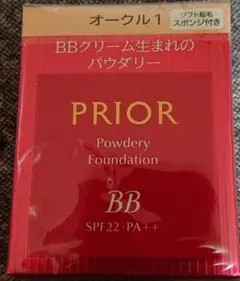 オークル1
ソフト起毛
スポンジ付き
BBクリーム生まれの
パウダリー
PRIOR
Powdery
Foundation
BB
SPF22・PA++